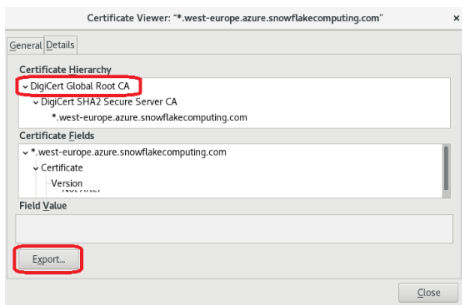 Certificate Viewer: "*.west-europe.azure.snowflakecomputing.com"
×
General Details
Certificate Hierarchy
DigiCert Global Root CA
DigiCert SHA2 Secure Server CA
*.west-europe.azure.snowflakecomputing.com
Certificate Fields
*.west-europe.azure.snowflakecomputing.com
Certificate
Version
Field Value
Export...
Close